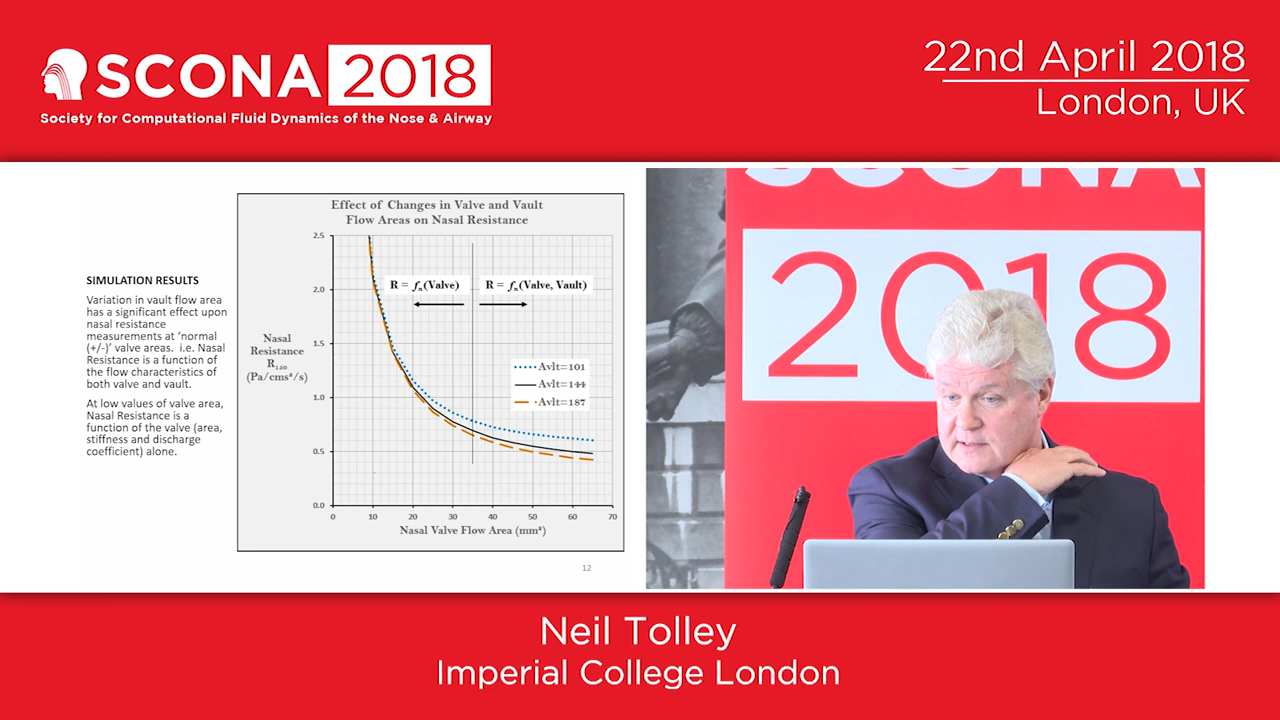 SCONA 2018
Society for Computational Fluid Dynamics of the Nose & Airway
22nd April 2018
London, UK
SIMULATION RESULTS
Variation in vault flow area
has a significant effect upon
nasal resistance
measurements at ‘normal
(+/-)’ valve areas. i.e. Nasal
Resistance is a function of
the flow characteristics of
both valve and vault.
At low values of valve area,
Nasal Resistance is a
function of the valve (area,
stiffness and discharge
coefficient) alone.
Effect of Changes in Valve and Vault
Flow Areas on Nasal Resistance
2.5
2.0
1.5
1.0
0.5
0.0
Nasal
Resistance
R₁₅₀
(Pa/cms³/s)
R = fₙ(Valve)
R = fₙ(Valve, Vault)
Avlt=101
Avlt=144
Avlt=187
0 10 20 30 40 50 60 70
Nasal Valve Flow Area (mm²)
12
SCONA
2018
Neil Tolley
Imperial College London